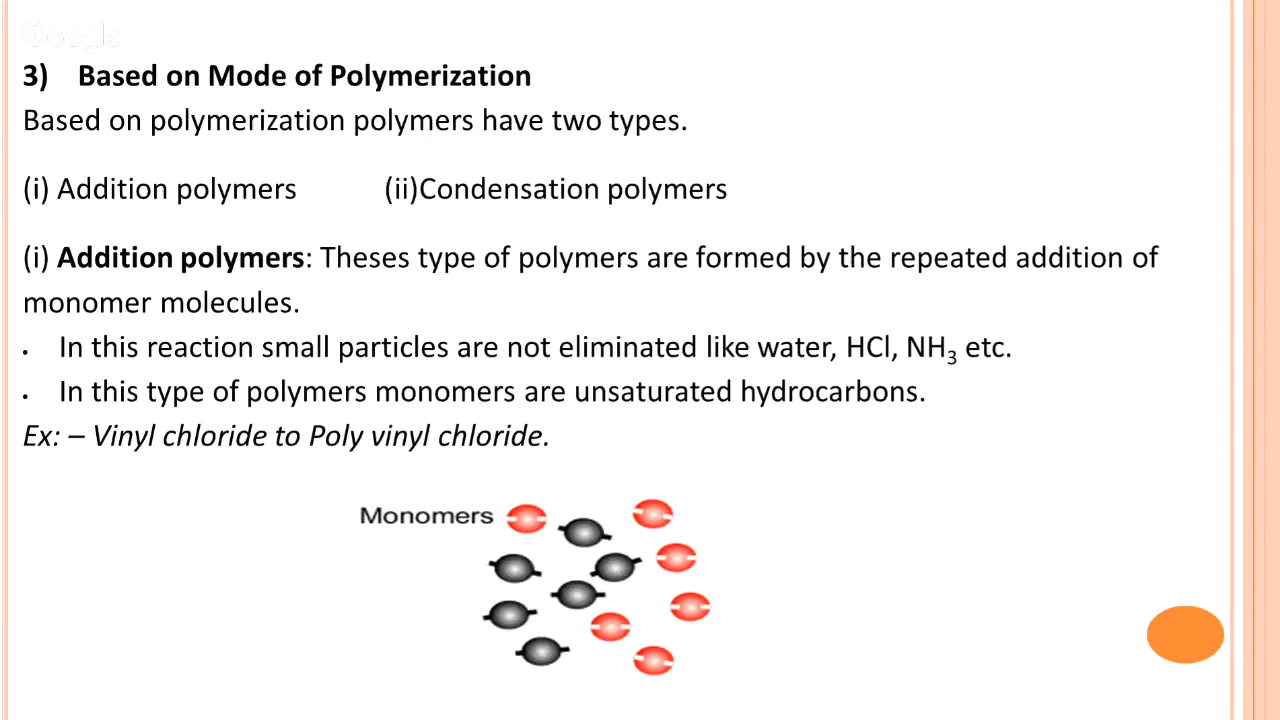 Google
3) Based on Mode of Polymerization
Based on polymerization polymers have two types.
(i) Addition polymers (ii)Condensation polymers
(i) Addition polymers: Theses type of polymers are formed by the repeated addition of
monomer molecules.
• In this reaction small particles are not eliminated like water, HCl, NH₃ etc.
• In this type of polymers monomers are unsaturated hydrocarbons.
Ex: – Vinyl chloride to Poly vinyl chloride.
Monomers